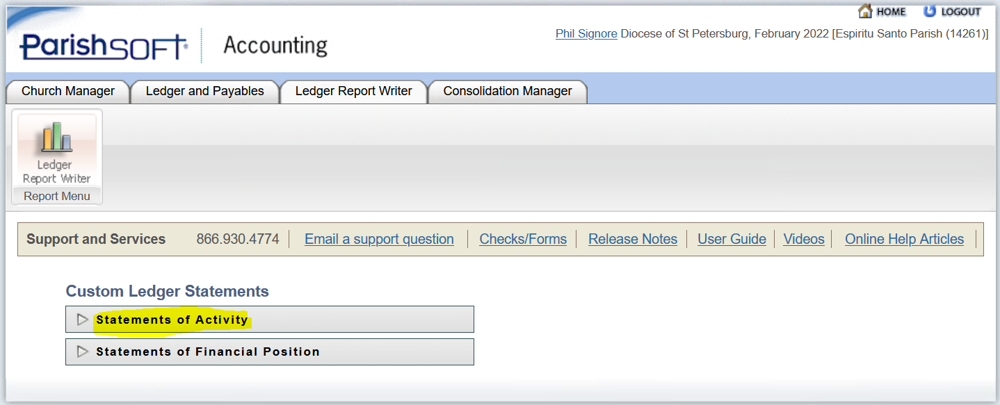 HOME LOGOUT
ParishSOFT Accounting
Phil Signore Diocese of St Petersburg, February 2022 [Espiritu Santo Parish (14261)]
Church Manager Ledger and Payables Ledger Report Writer Consolidation Manager
Ledger
Report Writer
Report Menu
Support and Services 866.930.4774 Email a support question Checks/Forms Release Notes User Guide Videos Online Help Articles
Custom Ledger Statements
Statements of Activity
Statements of Financial Position